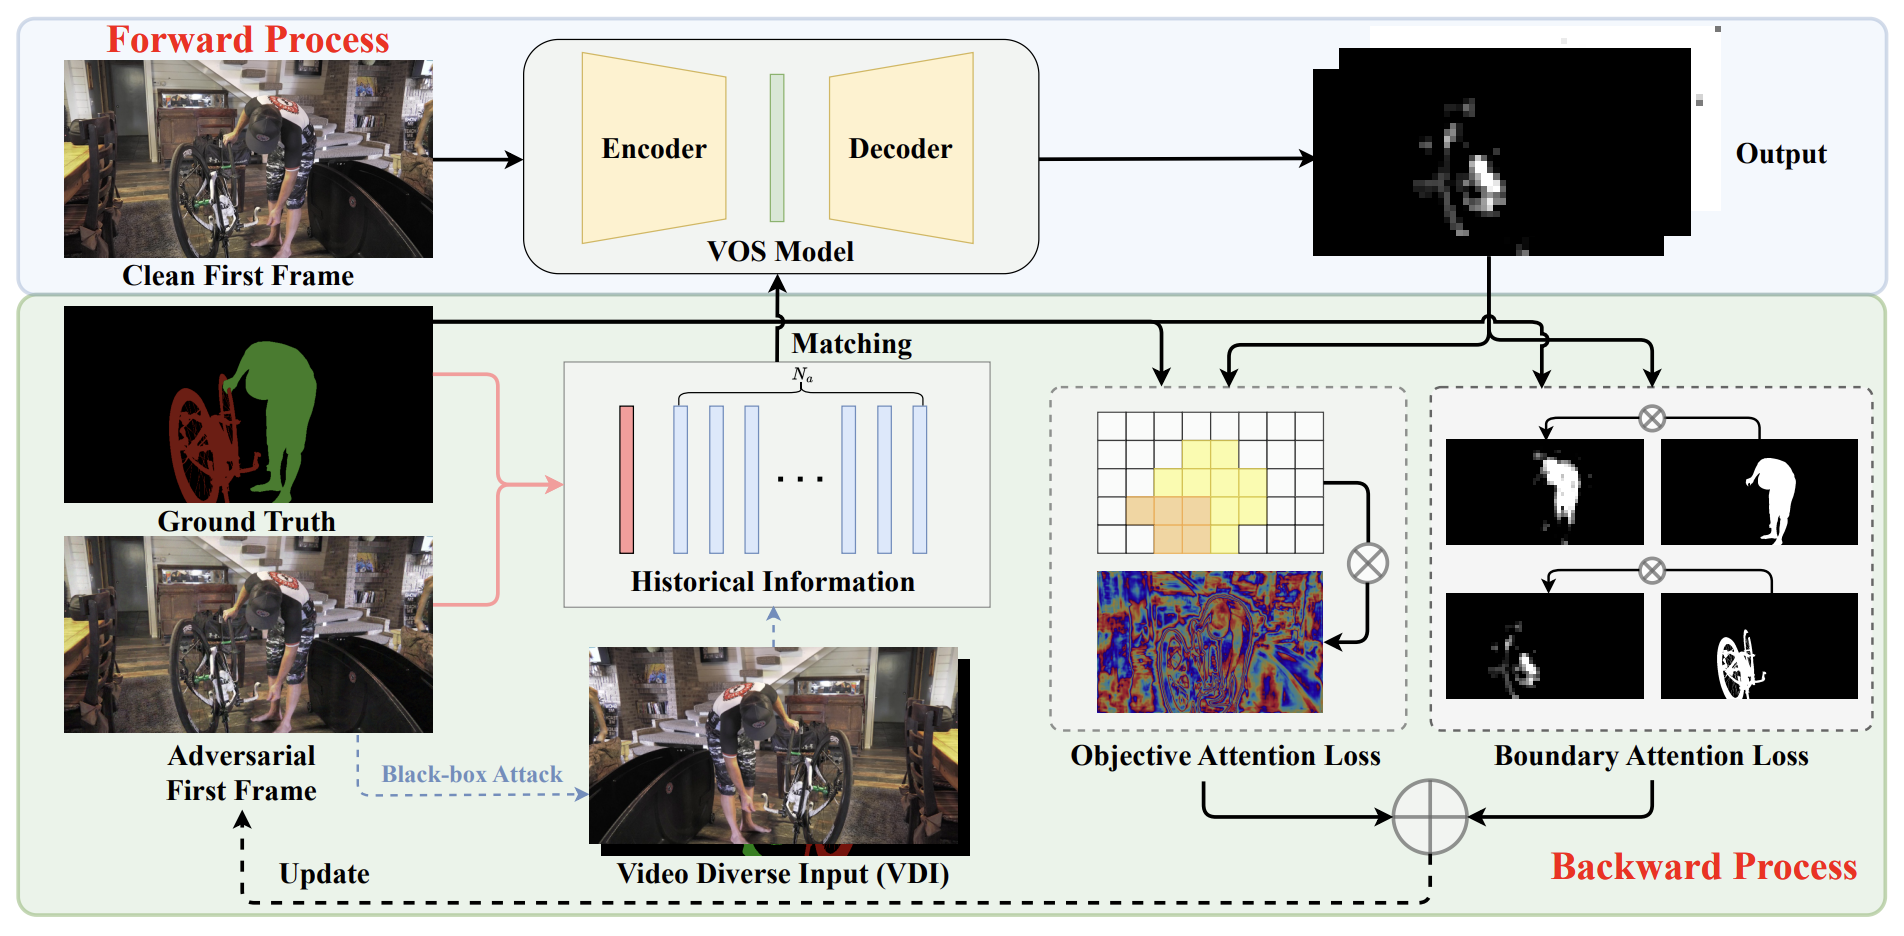 Forward Process
Encoder
Decoder
VOS Model
Output
Clean First Frame
Matching
Nₐ
Historical Information
Ground Truth
Adversarial
First Frame
Black-box Attack
Video Diverse Input (VDI)
Update
Objective Attention Loss
Boundary Attention Loss
Backward Process